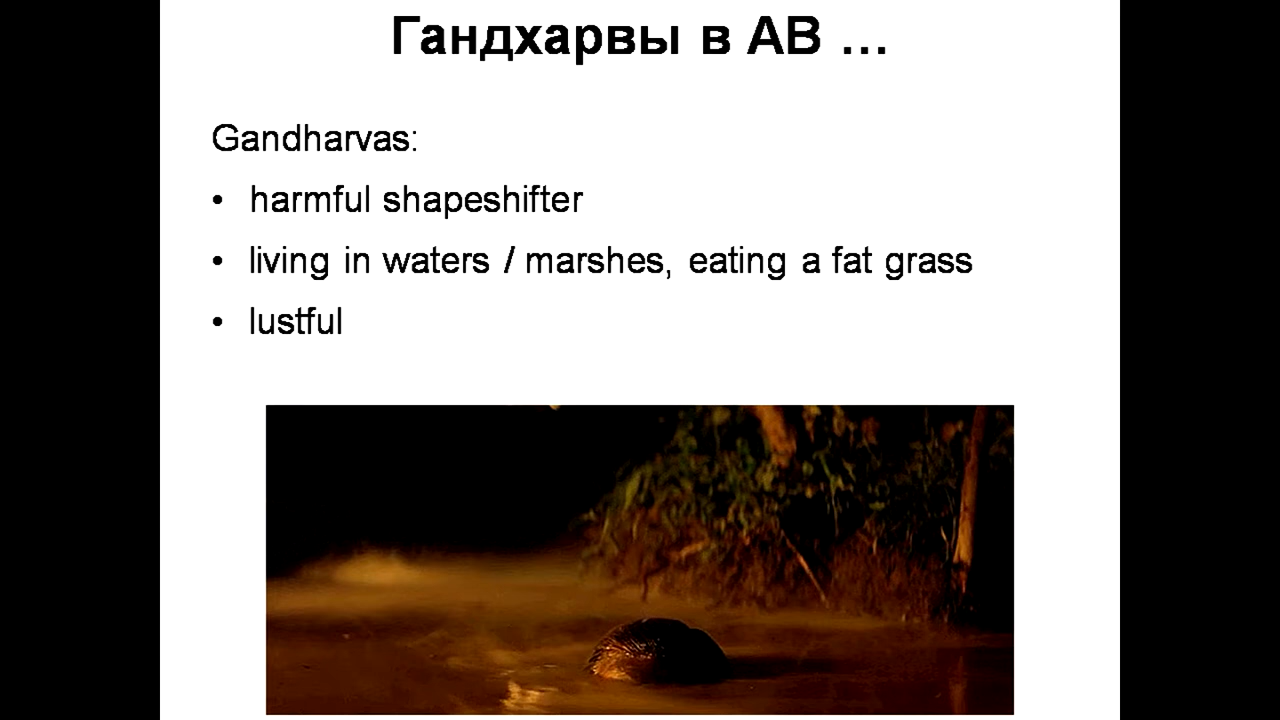 Гандхарвы в АВ ...
Gandharvas:
• harmful shapeshifter
• living in waters / marshes, eating a fat grass
• lustful